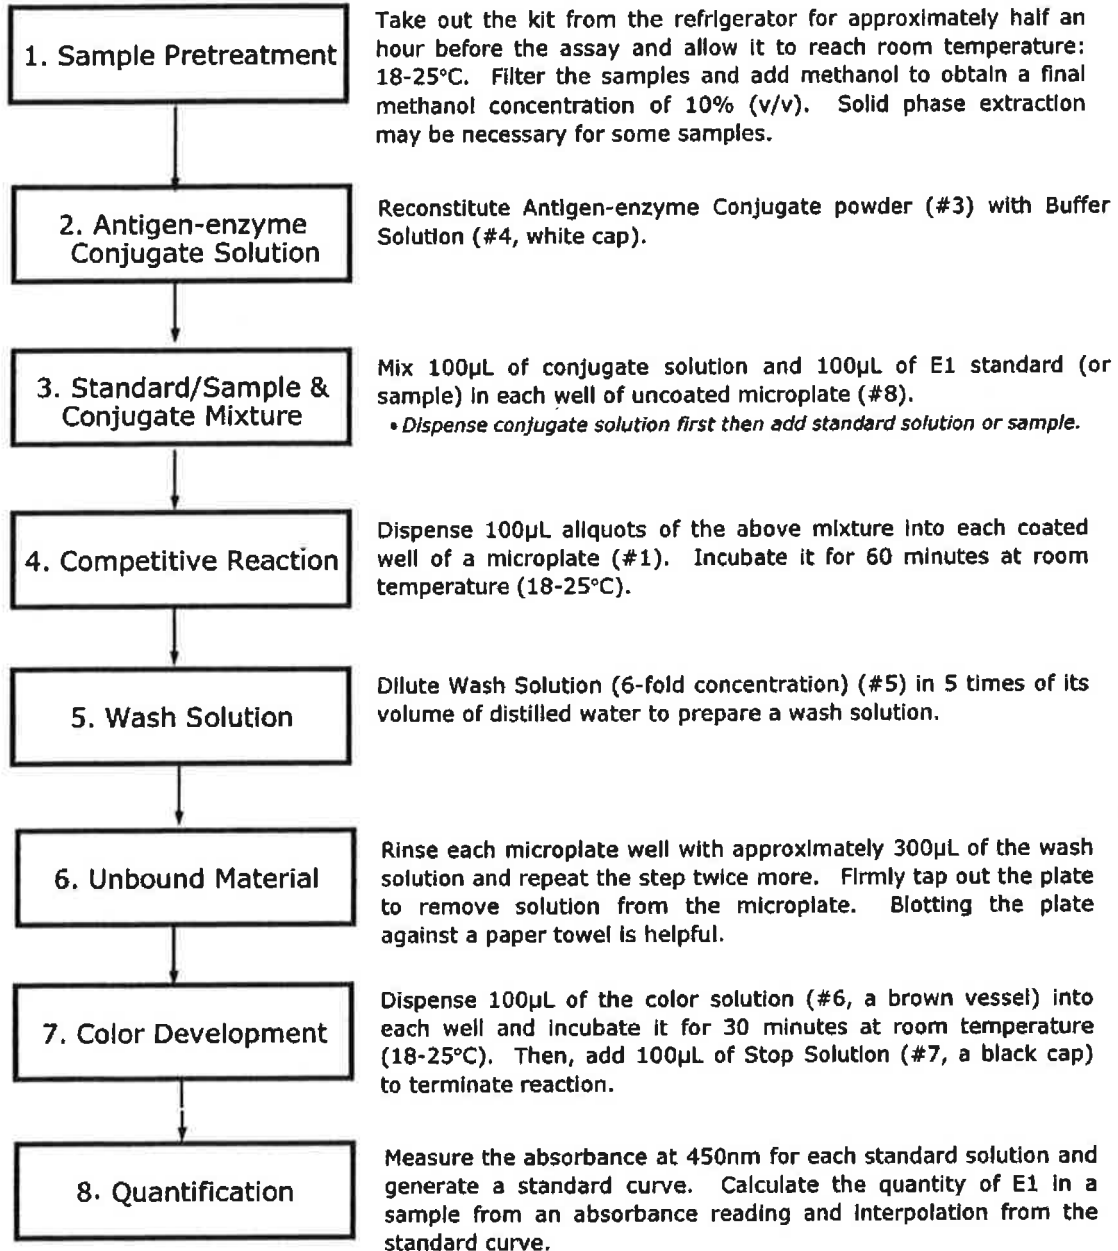 1. Sample Pretreatment
Take out the kit from the refrigerator for approximately half an
hour before the assay and allow it to reach room temperature:
18-25°C. Filter the samples and add methanol to obtain a final
methanol concentration of 10% (v/v). Solid phase extraction
may be necessary for some samples.
2. Antigen-enzyme
Conjugate Solution
Reconstitute Antigen-enzyme Conjugate powder (#3) with Buffer
Solution (#4, white cap).
3. Standard/Sample &
Conjugate Mixture
Mix 100µL of conjugate solution and 100µL of E1 standard (or
sample) in each well of uncoated microplate (#8).
• Dispense conjugate solution first then add standard solution or sample.
4. Competitive Reaction
Dispense 100µL aliquots of the above mixture into each coated
well of a microplate (#1). Incubate it for 60 minutes at room
temperature (18-25°C).
5. Wash Solution
Dilute Wash Solution (6-fold concentration) (#5) in 5 times of its
volume of distilled water to prepare a wash solution.
6. Unbound Material
Rinse each microplate well with approximately 300µL of the wash
solution and repeat the step twice more. Firmly tap out the plate
to remove solution from the microplate. Blotting the plate
against a paper towel is helpful.
7. Color Development
Dispense 100µL of the color solution (#6, a brown vessel) into
each well and incubate it for 30 minutes at room temperature
(18-25°C). Then, add 100µL of Stop Solution (#7, a black cap)
to terminate reaction.
8. Quantification
Measure the absorbance at 450nm for each standard solution and
generate a standard curve. Calculate the quantity of E1 in a
sample from an absorbance reading and interpolation from the
standard curve.